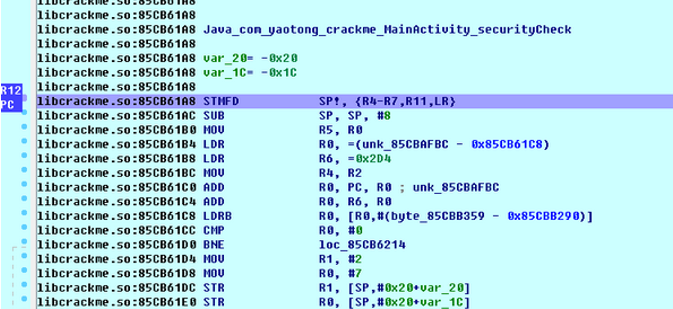 libcrackme.so:85CB61A8
libcrackme.so:85CB61A8
libcrackme.so:85CB61A8 Java_com_yaotong_crackme_MainActivity_securityCheck
libcrackme.so:85CB61A8
libcrackme.so:85CB61A8 var_20= -0x20
libcrackme.so:85CB61A8 var_1C= -0x1C
libcrackme.so:85CB61A8
R12
PC
libcrackme.so:85CB61A8 STMFD SP!, {R4-R7,R11,LR}
libcrackme.so:85CB61AC SUB SP, SP, #8
libcrackme.so:85CB61B0 MOV R5, R0
libcrackme.so:85CB61B4 LDR R0, =(unk_85CBAFBC - 0x85CB61C8)
libcrackme.so:85CB61B8 LDR R6, =0x2D4
libcrackme.so:85CB61BC MOV R4, R2
libcrackme.so:85CB61C0 ADD R0, PC, R0 ; unk_85CBAFBC
libcrackme.so:85CB61C4 ADD R0, R6, R0
libcrackme.so:85CB61C8 LDRB R0, [R0,#(byte_85CBB359 - 0x85CBB290)]
libcrackme.so:85CB61CC CMP R0, #0
libcrackme.so:85CB61D0 BNE loc_85CB6214
libcrackme.so:85CB61D4 MOV R1, #2
libcrackme.so:85CB61D8 MOV R0, #7
libcrackme.so:85CB61DC STR R1, [SP,#0x20+var_20]
libcrackme.so:85CB61E0 STR R0, [SP,#0x20+var_1C]